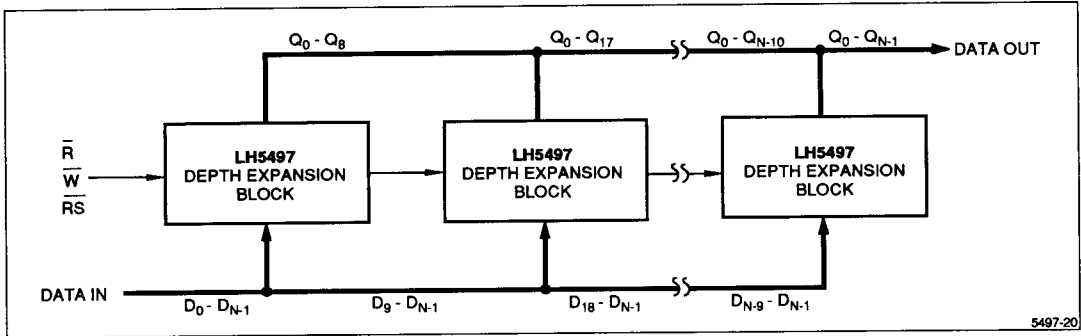 Q0 - Q8
Q0 - Q17
Q0 - QN-10
Q0 - QN-1
DATA OUT
R̅
W̅
R̅S̅
LH5497
DEPTH EXPANSION
BLOCK
LH5497
DEPTH EXPANSION
BLOCK
LH5497
DEPTH EXPANSION
BLOCK
DATA IN
D0 - DN-1
D9 - DN-1
D18 - DN-1
DN-9 - DN-1
5497-20